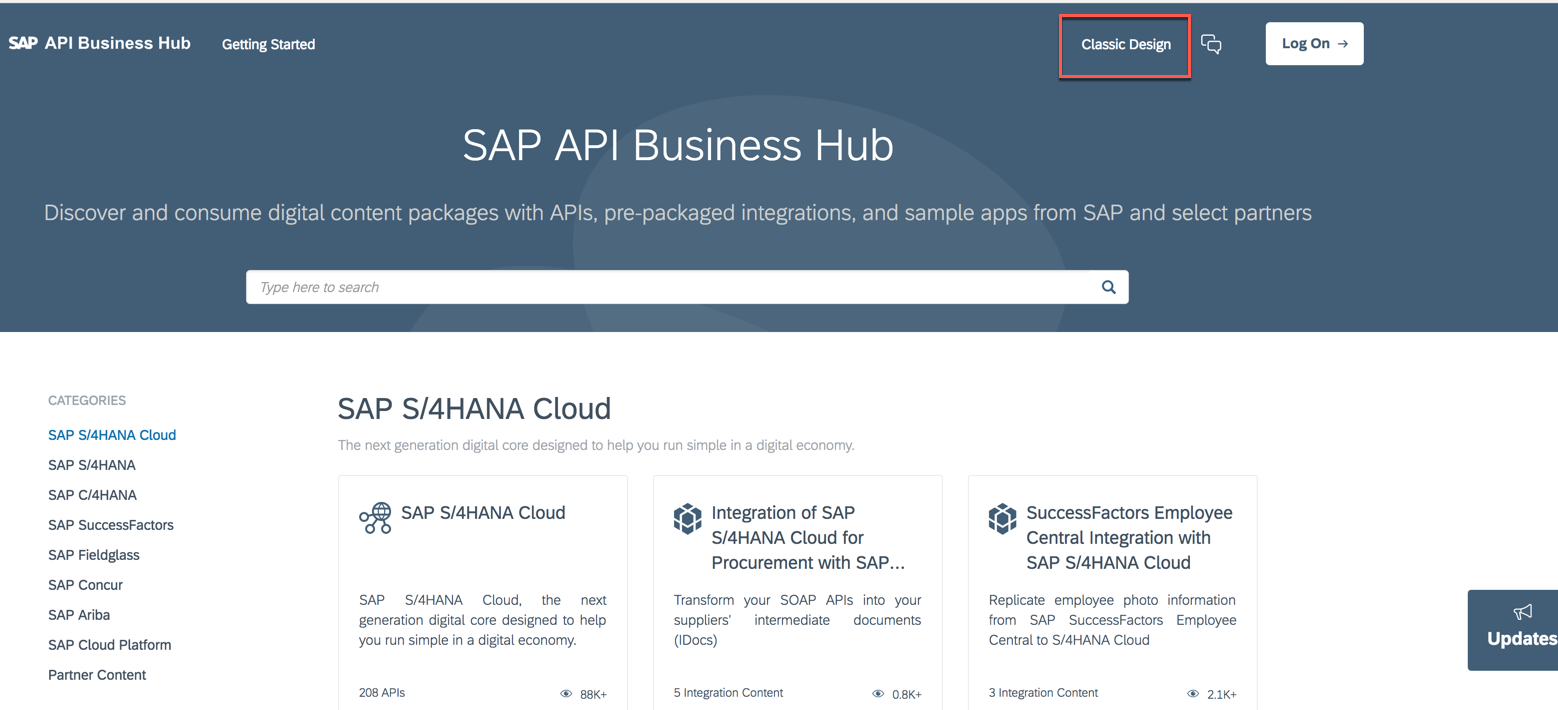 SAP API Business Hub
Getting Started
Classic Design
Log On →
SAP API Business Hub
Discover and consume digital content packages with APIs, pre-packaged integrations, and sample apps from SAP and select partners
Type here to search
CATEGORIES
SAP S/4HANA Cloud
SAP S/4HANA
SAP C/4HANA
SAP SuccessFactors
SAP Fieldglass
SAP Concur
SAP Ariba
SAP Cloud Platform
Partner Content
SAP S/4HANA Cloud
The next generation digital core designed to help you run simple in a digital economy.
SAP S/4HANA Cloud
SAP S/4HANA Cloud, the next
generation digital core designed to help
you run simple in a digital economy.
208 APIs
88K+
Integration of SAP
S/4HANA Cloud for
Procurement with SAP...
Transform your SOAP APIs into your
suppliers' intermediate documents
(IDocs)
5 Integration Content
0.8K+
SuccessFactors Employee
Central Integration with
SAP S/4HANA Cloud
Replicate employee photo information
from SAP SuccessFactors Employee
Central to S/4HANA Cloud
3 Integration Content
2.1K+
Updates